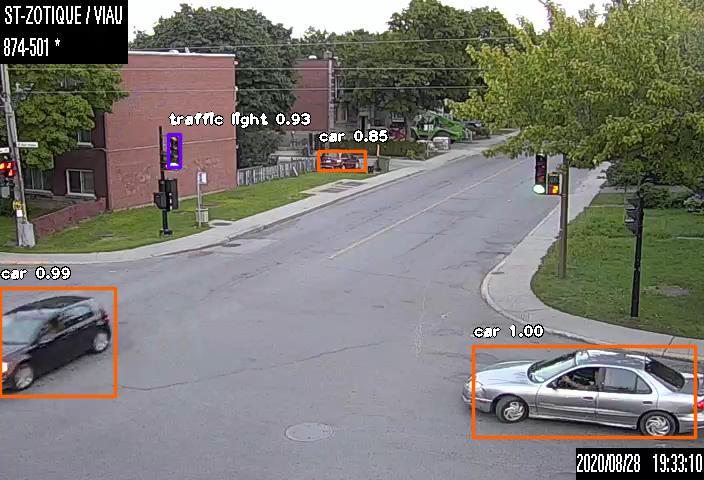 ST-ZOTIQUE / VIAU
874-501 *
traffic light 0.93
car 0.85
car 0.99
car 1.00
2020/08/28 19:33:10